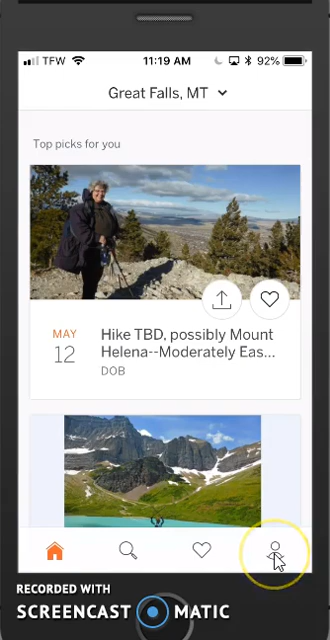 TFW 11:19 AM 92%
Great Falls, MT
Top picks for you
MAY
12
Hike TBD, possibly Mount
Helena--Moderately Eas...
DOB
RECORDED WITH
SCREENCAST MATIC